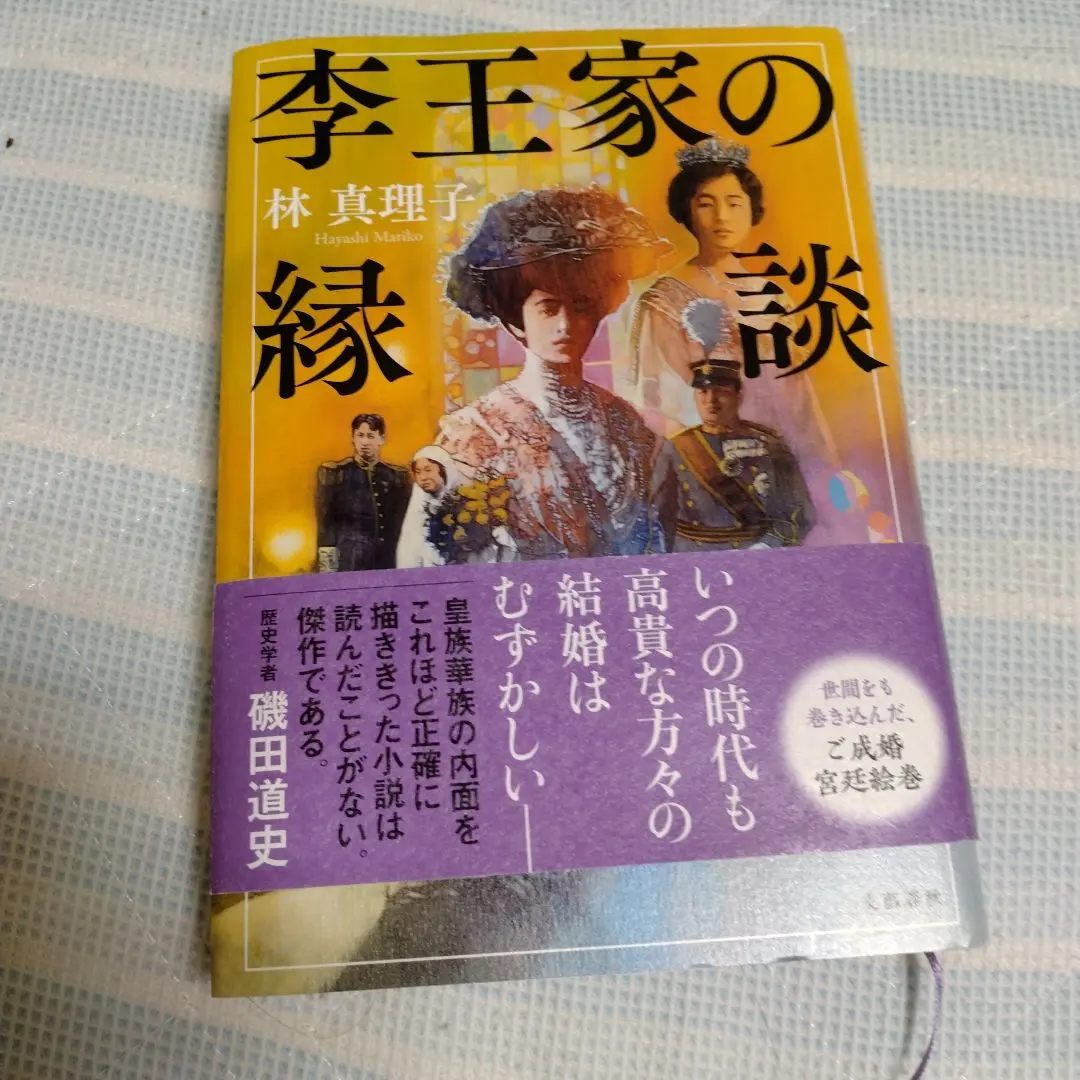 李王家の
縁談
林 真理子
Hayashi Mariko
いつの時代も
高貴な方々の
結婚は
むずかしい——
世間をも
巻き込んだ、
ご成婚
宮廷絵巻
皇族華族の内面を
これほど正確に
描ききった小説は
読んだことがない。
傑作である。
歴史学者 磯田道史
文藝春秋